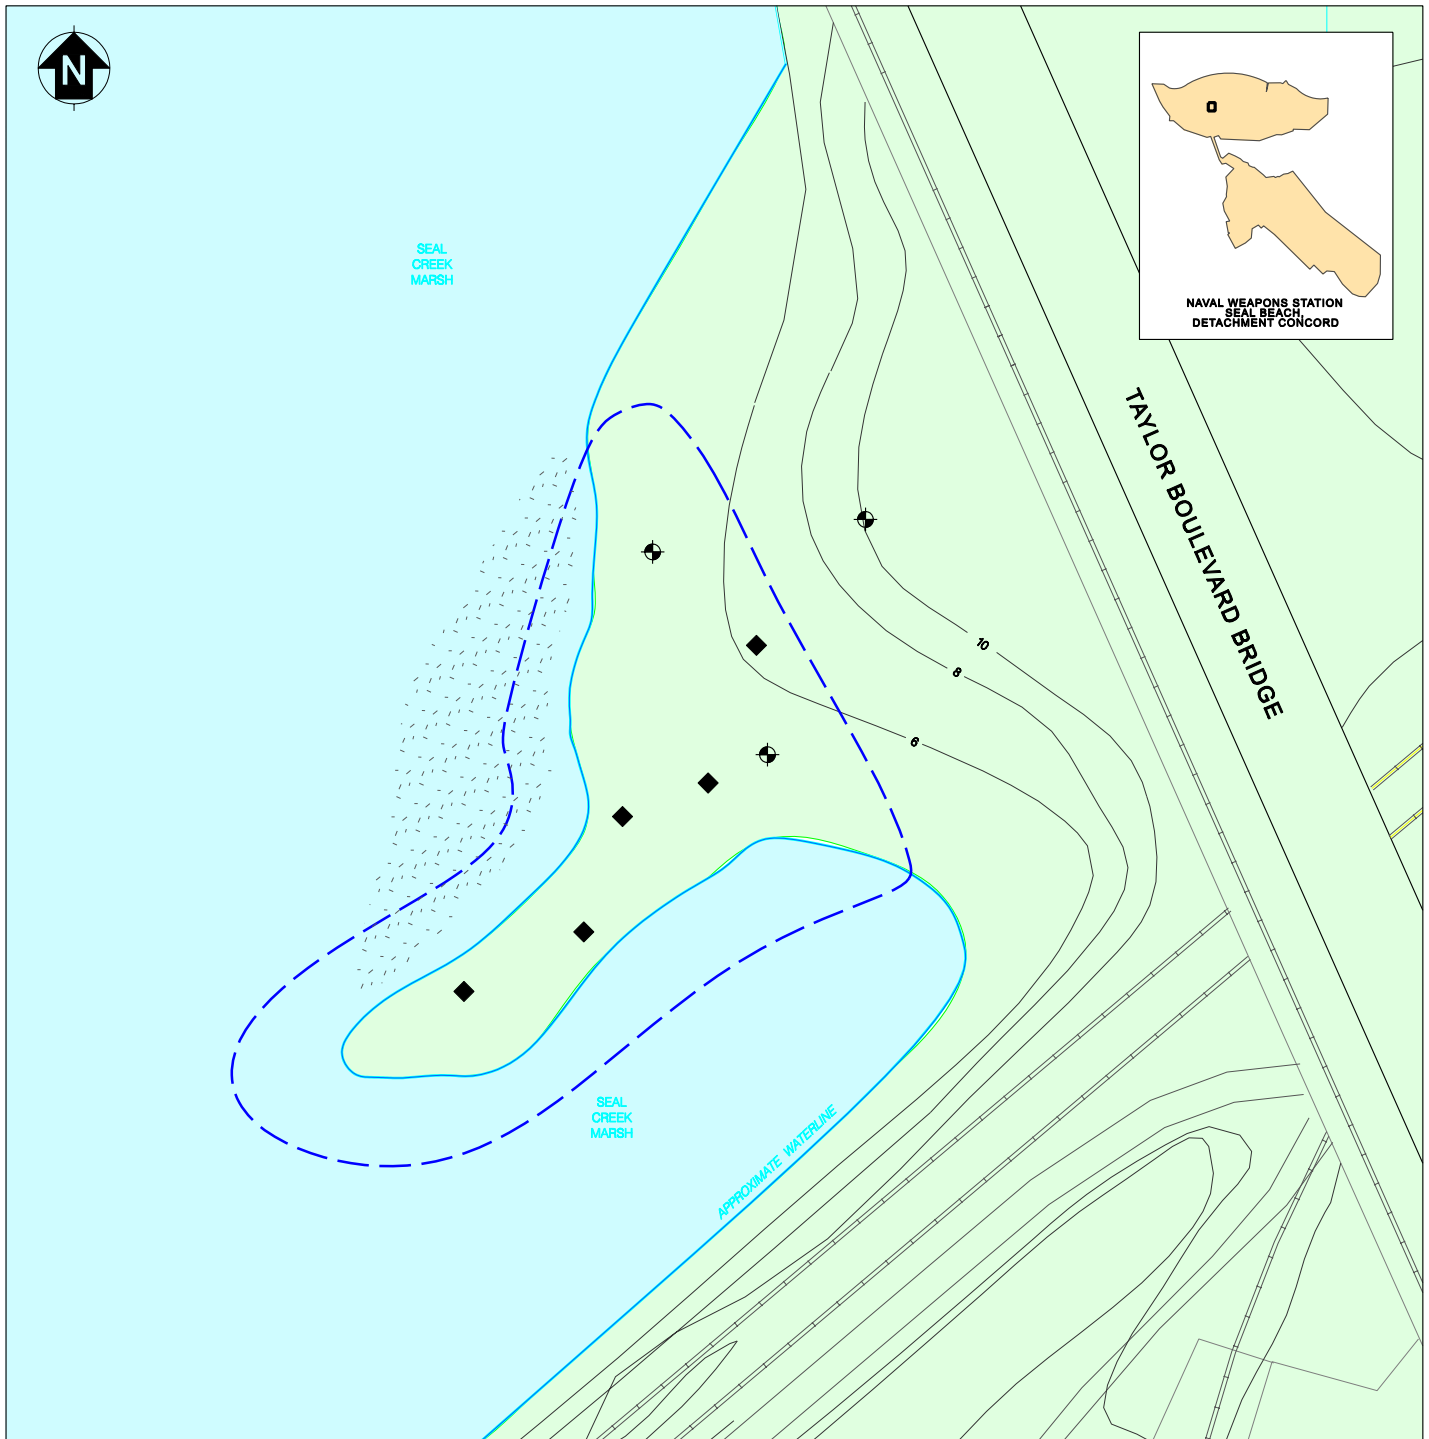 N
SEAL
CREEK
MARSH
NAVAL WEAPONS STATION
SEAL BEACH,
DETACHMENT CONCORD
TAYLOR BOULEVARD BRIDGE
10
8
6
SEAL
CREEK
MARSH
APPROXIMATE WATERLINE